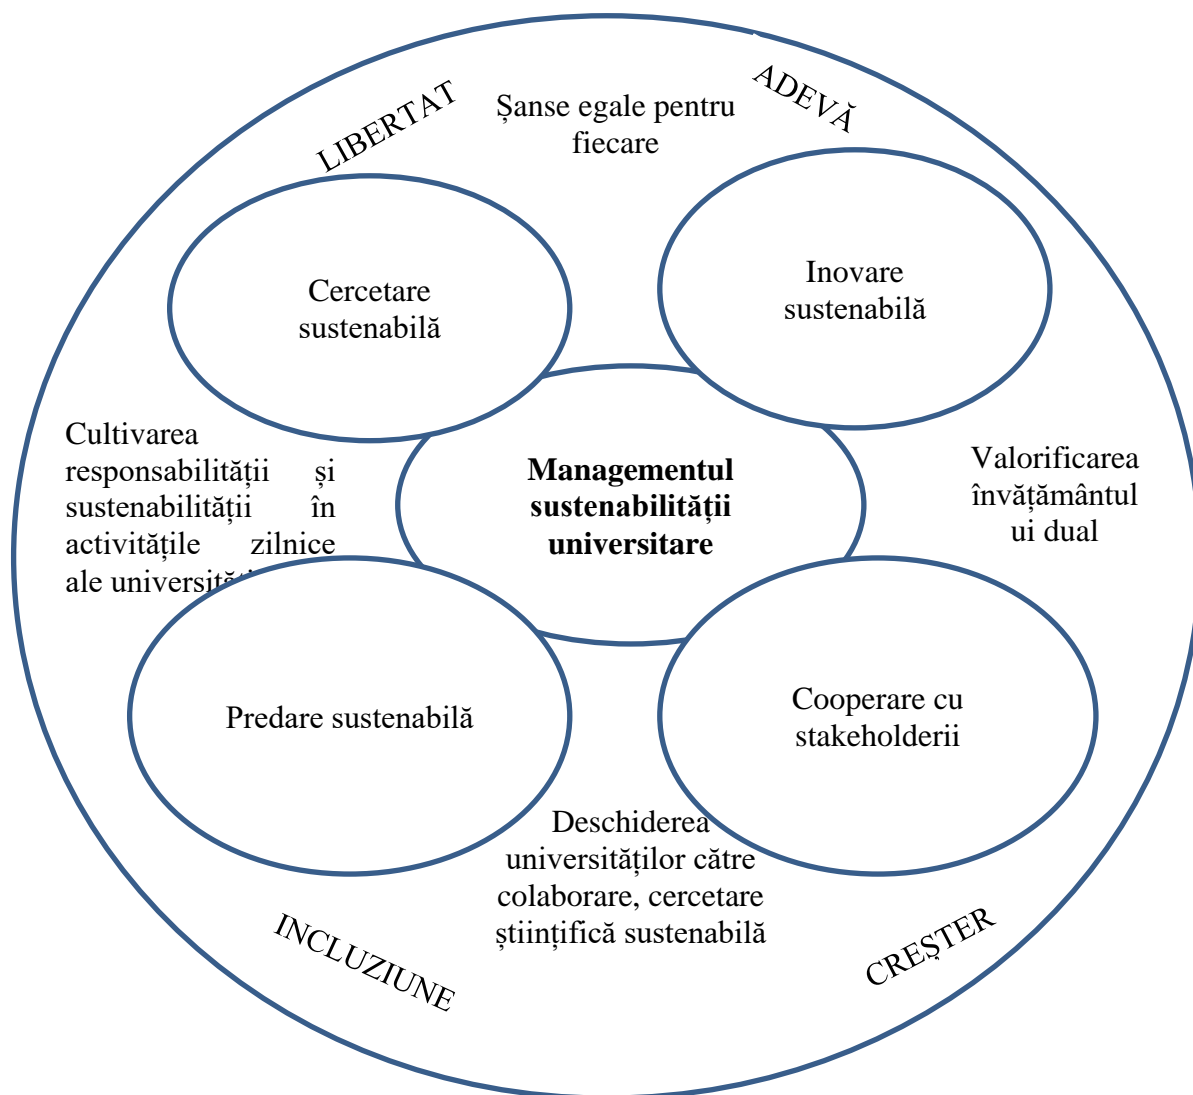 LIBERTAT
ADEVĂ
Șanse egale pentru
fiecare
Cercetare
sustenabilă
Inovare
sustenabilă
Cultivarea
responsabilității și
sustenabilității în
activitățile zilnice
ale
Managementul
sustenabilității
universitare
Valorificarea
învățământul
ui dual
Predare sustenabilă
Cooperare cu
stakeholderii
Deschiderea
universităților către
colaborare, cercetare
științifică sustenabilă
INCLUZIUNE
CREȘTER